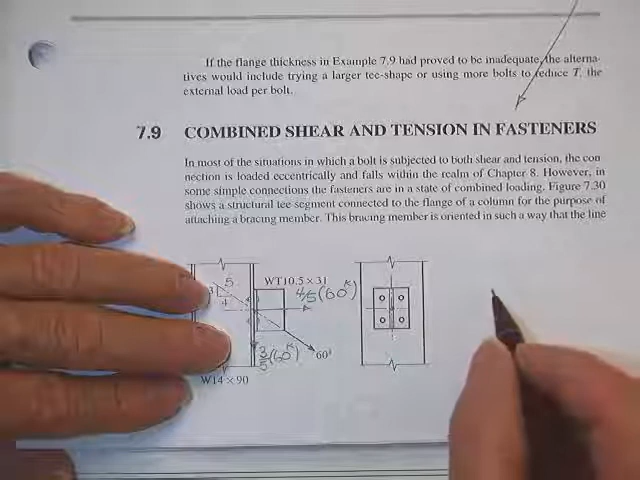 If the flange thickness in Example 7.9 had proved to be inadequate, the alterna-
tives would include trying a larger tee-shape or using more bolts to reduce T, the
external load per bolt.
7.9 COMBINED SHEAR AND TENSION IN FASTENERS
In most of the situations in which a bolt is subjected to both shear and tension, the con
nection is loaded eccentrically and falls within the realm of Chapter 8. However, in
some simple connections the fasteners are in a state of combined loading. Figure 7.30
shows a structural tee segment connected to the flange of a column for the purpose of
attaching a bracing member. This bracing member is oriented in such a way that the line
5
3
4
WT10.5 × 31
4/5(60ᵏ)
3/5(60ᵏ)
60ᵏ
W14 × 90